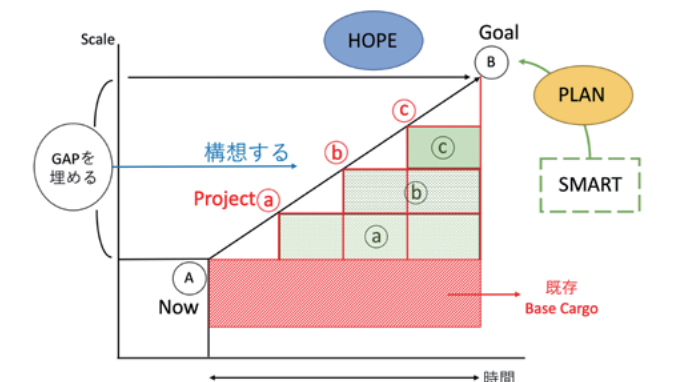 Scale
HOPE
Goal
B
PLAN
SMART
GAPを
埋める
構想する
ⓒ
ⓑ
Projectⓐ
ⓒ
ⓑ
ⓐ
A
Now
既存
Base Cargo
時間